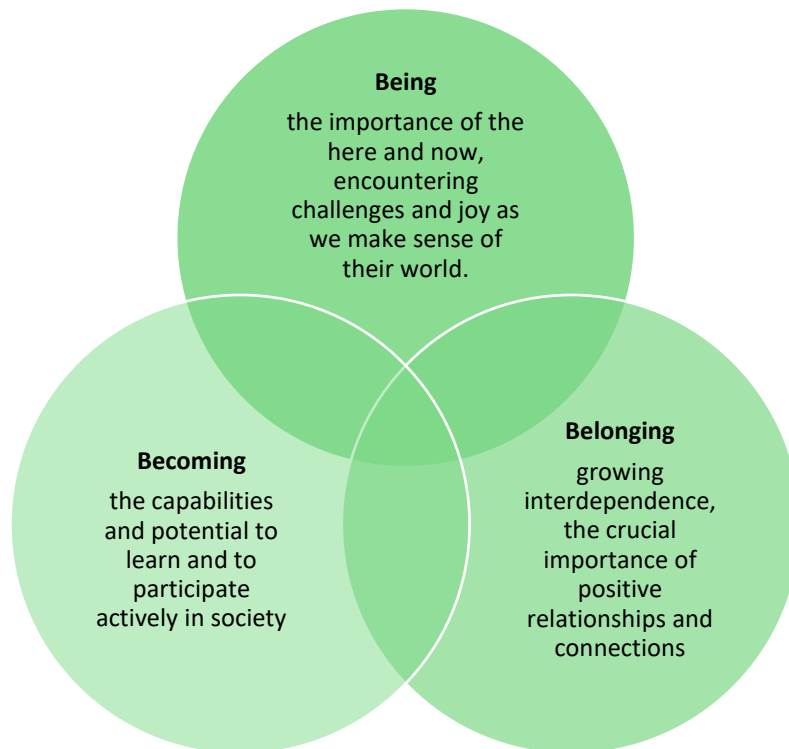 Being
the importance of the
here and now,
encountering
challenges and joy as
we make sense of
their world.
Becoming
the capabilities
and potential to
learn and to
participate
actively in society
Belonging
growing
interdependence,
the crucial
importance of
positive
relationships and
connections